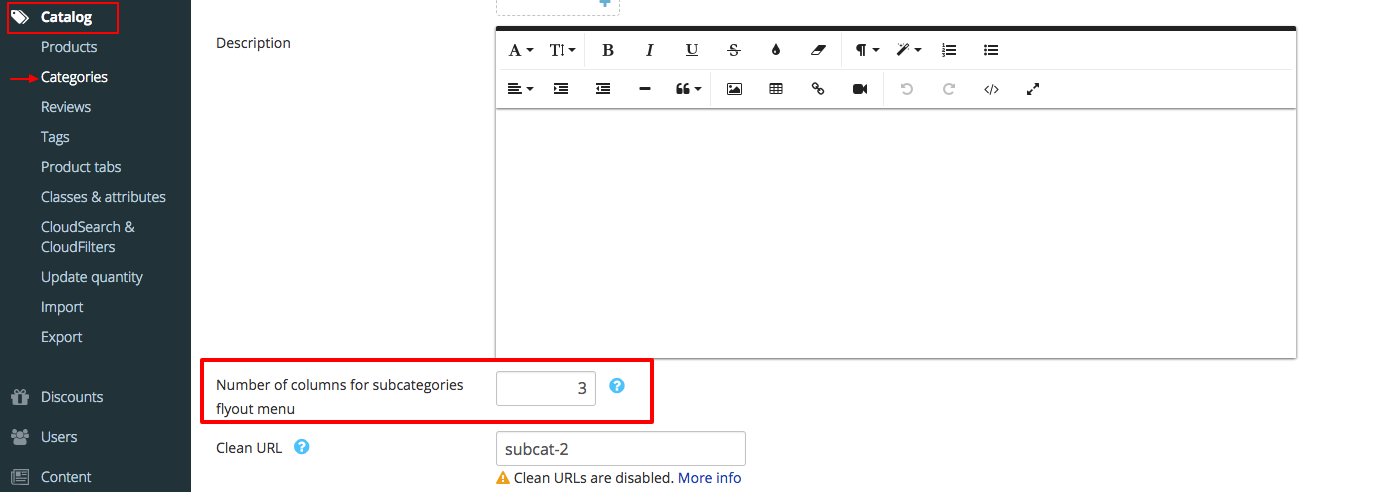 Catalog
Products
Categories
Reviews
Tags
Product tabs
Classes & attributes
CloudSearch &
CloudFilters
Update quantity
Import
Export
Discounts
Users
Content
Description
A T B I U S ¶
Number of columns for subcategories
flyout menu
3 ?
Clean URL ? subcat-2
Clean URLs are disabled. More info